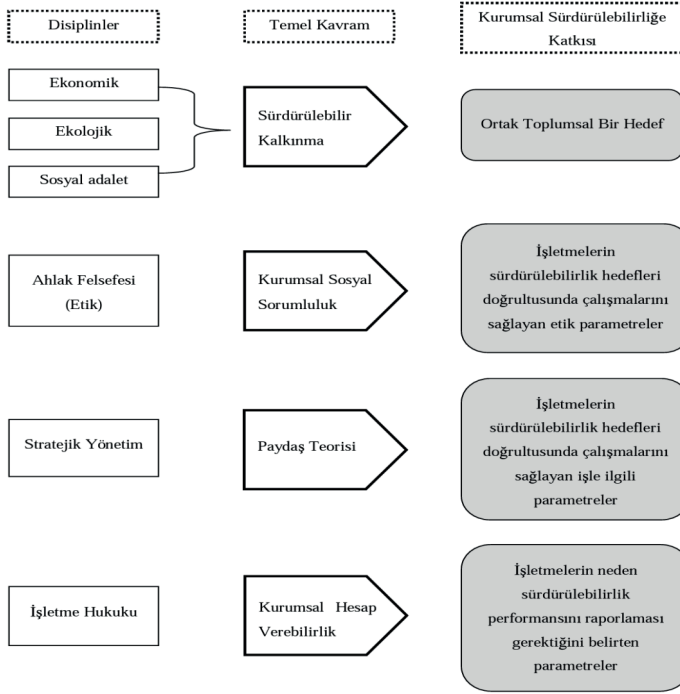 Disiplinler
Temel Kavram
Kurumsal Sürdürülebilirliğe
Katkısı
Ekonomik
Ekolojik
Sosyal adalet
Sürdürülebilir
Kalkınma
Ortak Toplumsal Bir Hedef
Ahlak Felsefesi
(Etik)
Kurumsal Sosyal
Sorumluluk
İşletmelerin
sürdürülebilirlik hedefleri
doğrultusunda çalışmalarını
sağlayan etik parametreler
Stratejik Yönetim
Paydaş Teorisi
İşletmelerin
sürdürülebilirlik hedefleri
doğrultusunda çalışmalarını
sağlayan işle ilgili
parametreler
İşletme Hukuku
Kurumsal Hesap
Verebilirlik
İşletmelerin neden
sürdürülebilirlik
performansını raporlaması
gerektiğini belirten
parametreler